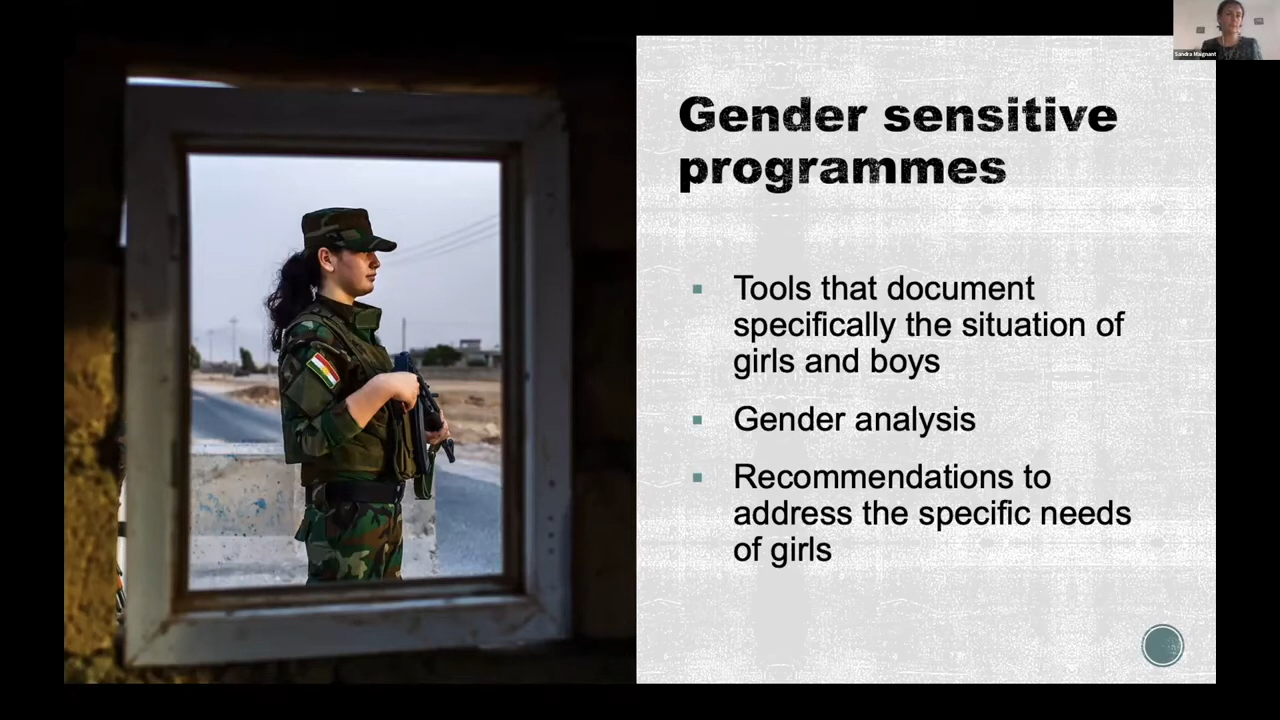 Sandra Maignant
Gender sensitive
programmes
▪ Tools that document
specifically the situation of
girls and boys
▪ Gender analysis
▪ Recommendations to
address the specific needs
of girls